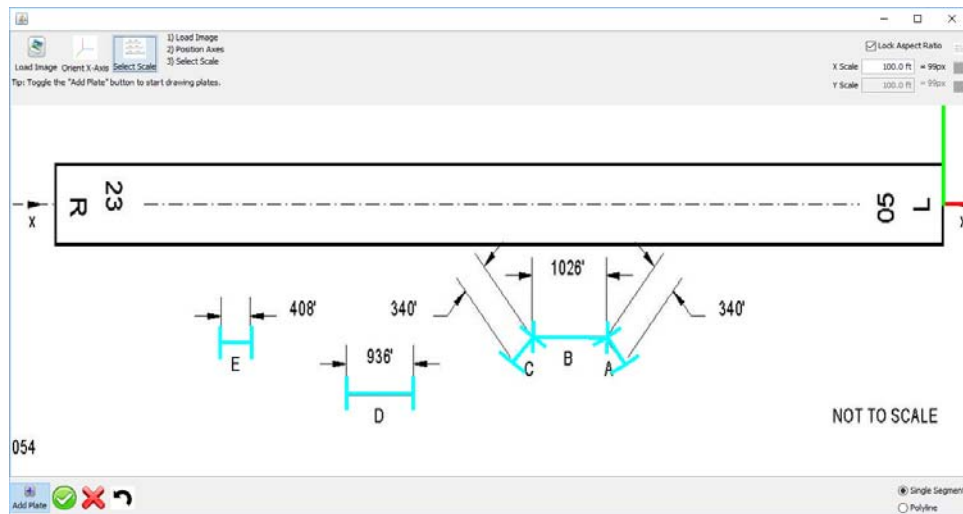 1) Load Image
2) Position Axes
3) Select Scale
Load Image Orient X-Axis Select Scale
Tip: Toggle the "Add Plate" button to start drawing plates.
Lock Aspect Ratio
X Scale 100.0 ft = 99px
Y Scale 100.0 ft = 99px
R 23
05 L
X
X
1026'
408'
340'
340'
936'
E
C
B
A
D
NOT TO SCALE
054
Add Plate
Single Segment
Polyline